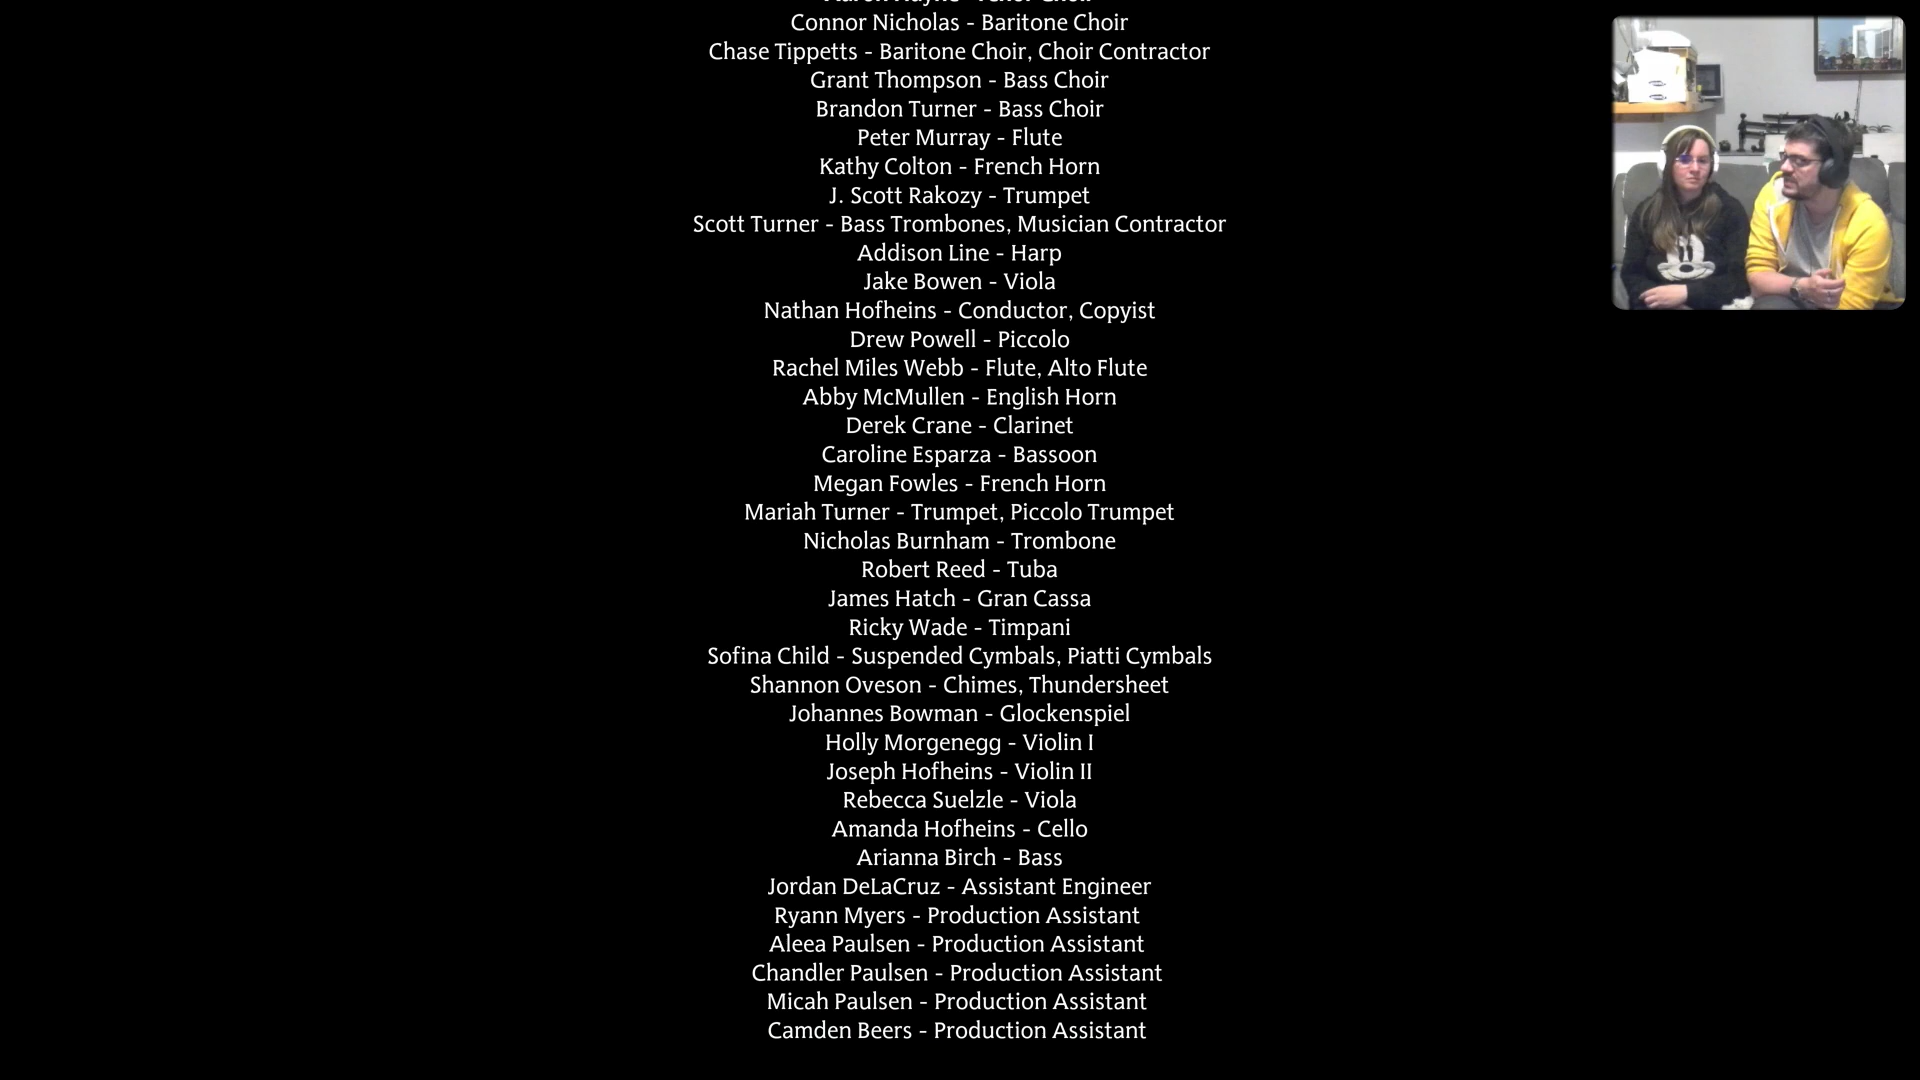 Connor Nicholas - Baritone Choir
Chase Tippetts - Baritone Choir, Choir Contractor
Grant Thompson - Bass Choir
Brandon Turner - Bass Choir
Peter Murray - Flute
Kathy Colton - French Horn
J. Scott Rakozy - Trumpet
Scott Turner - Bass Trombones, Musician Contractor
Addison Line - Harp
Jake Bowen - Viola
Nathan Hofheins - Conductor, Copyist
Drew Powell - Piccolo
Rachel Miles Webb - Flute, Alto Flute
Abby McMullen - English Horn
Derek Crane - Clarinet
Caroline Esparza - Bassoon
Megan Fowles - French Horn
Mariah Turner - Trumpet, Piccolo Trumpet
Nicholas Burnham - Trombone
Robert Reed - Tuba
James Hatch - Gran Cassa
Ricky Wade - Timpani
Sofina Child - Suspended Cymbals, Piatti Cymbals
Shannon Oveson - Chimes, Thundersheet
Johannes Bowman - Glockenspiel
Holly Morgenegg - Violin I
Joseph Hofheins - Violin II
Rebecca Suelzle - Viola
Amanda Hofheins - Cello
Arianna Birch - Bass
Jordan DeLaCruz - Assistant Engineer
Ryann Myers - Production Assistant
Aleea Paulsen - Production Assistant
Chandler Paulsen - Production Assistant
Micah Paulsen - Production Assistant
Camden Beers - Production Assistant